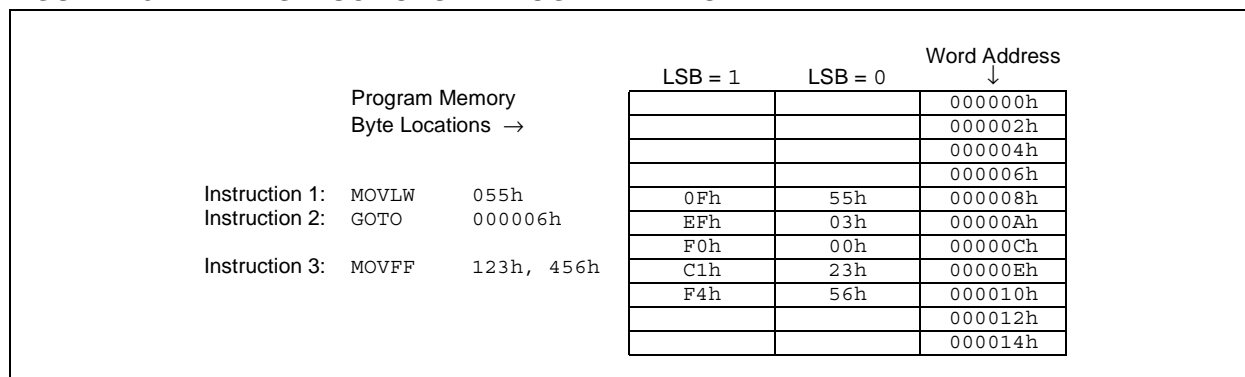 Word Address
LSB = 1 LSB = 0 ↓
Program Memory 000000h
Byte Locations → 000002h
000004h
000006h
Instruction 1: MOVLW 055h 0Fh 55h 000008h
Instruction 2: GOTO 000006h EFh 03h 00000Ah
F0h 00h 00000Ch
Instruction 3: MOVFF 123h, 456h C1h 23h 00000Eh
F4h 56h 000010h
000012h
000014h